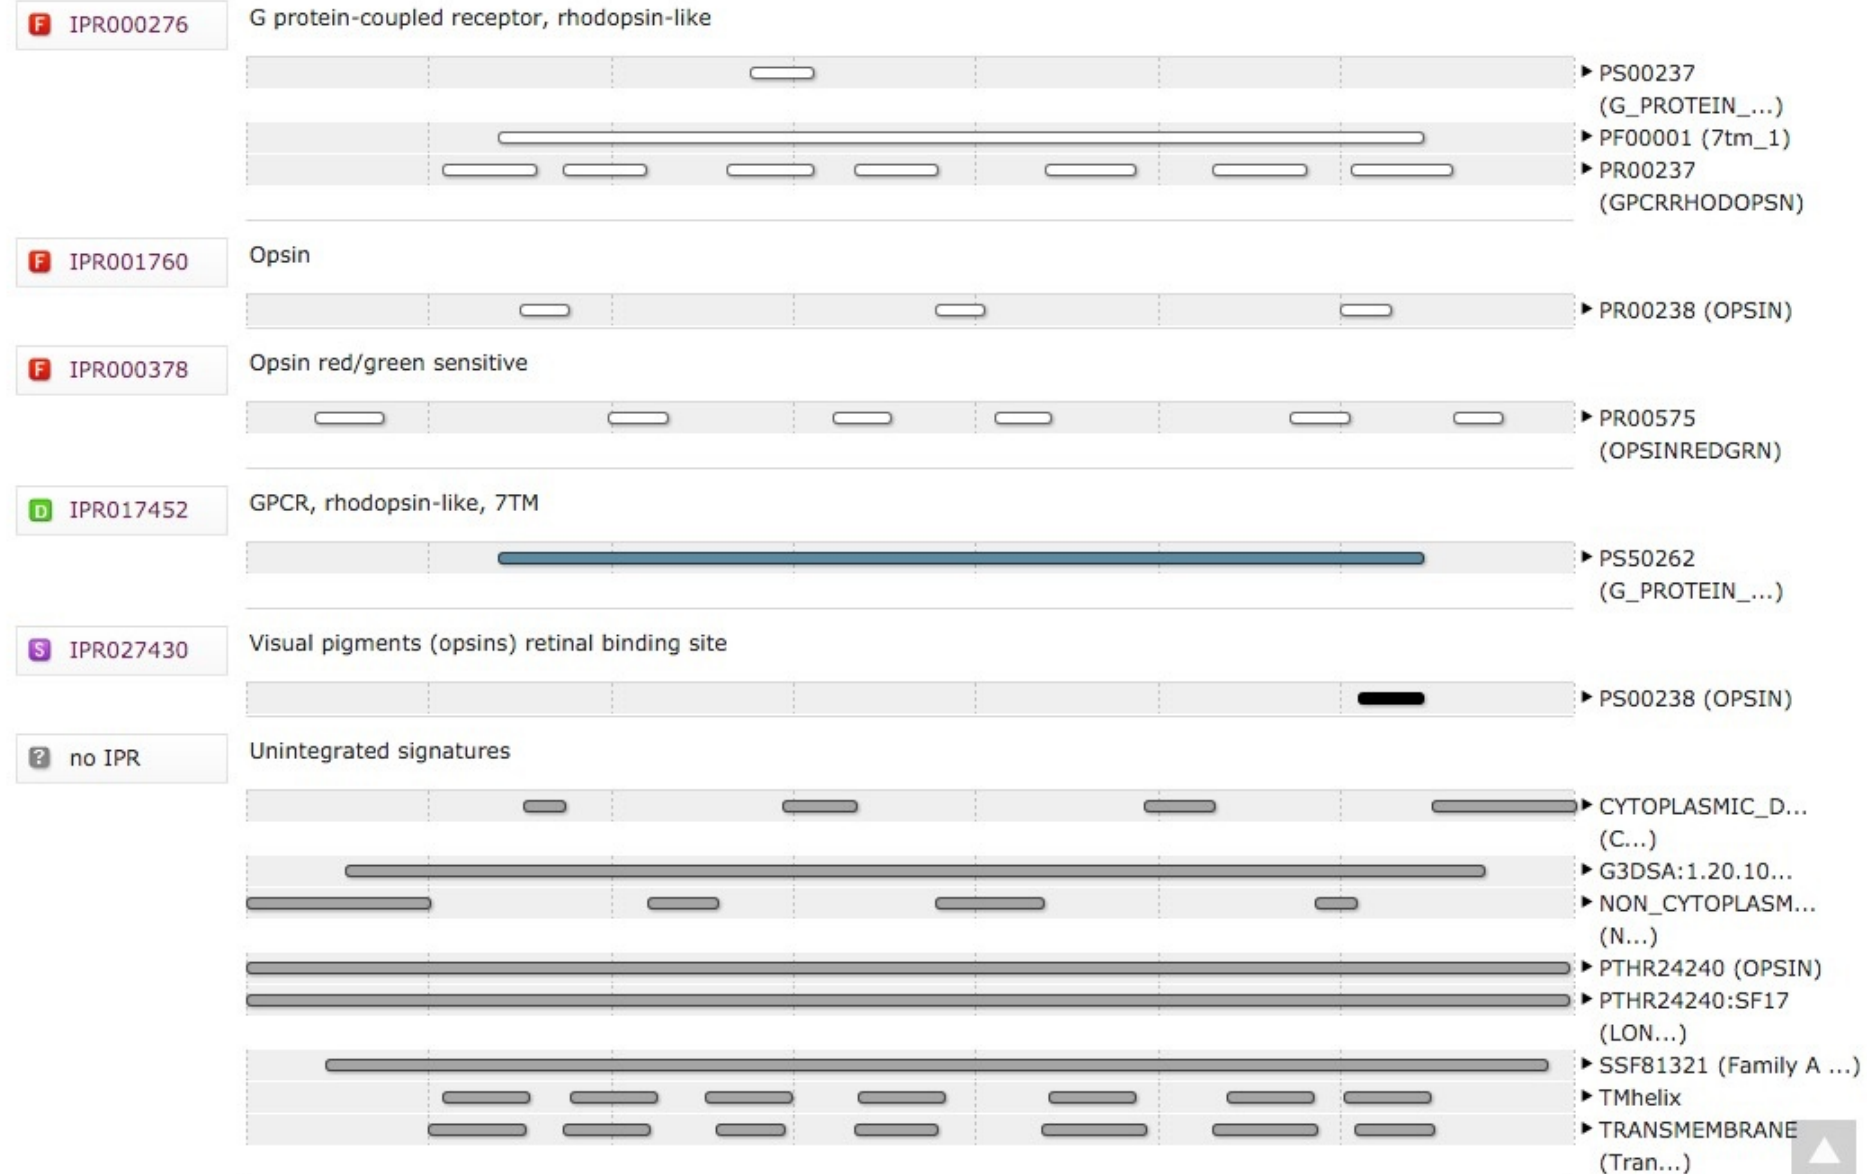 F IPR000276 G protein-coupled receptor, rhodopsin-like
PS00237
(G_PROTEIN_...)
PF00001 (7tm_1)
PR00237
(GPCRRHODOPSN)
F IPR001760 Opsin
PR00238 (OPSIN)
F IPR000378 Opsin red/green sensitive
PR00575
(OPSINREDGRN)
D IPR017452 GPCR, rhodopsin-like, 7TM
PS50262
(G_PROTEIN_...)
S IPR027430 Visual pigments (opsins) retinal binding site
PS00238 (OPSIN)
? no IPR Unintegrated signatures
CYTOPLASMIC_D...
(C...)
G3DSA:1.20.10...
NON_CYTOPLASM...
(N...)
PTHR24240 (OPSIN)
PTHR24240:SF17
(LON...)
SSF81321 (Family A ...)
TMhelix
TRANSMEMBRANE
(Tran...)